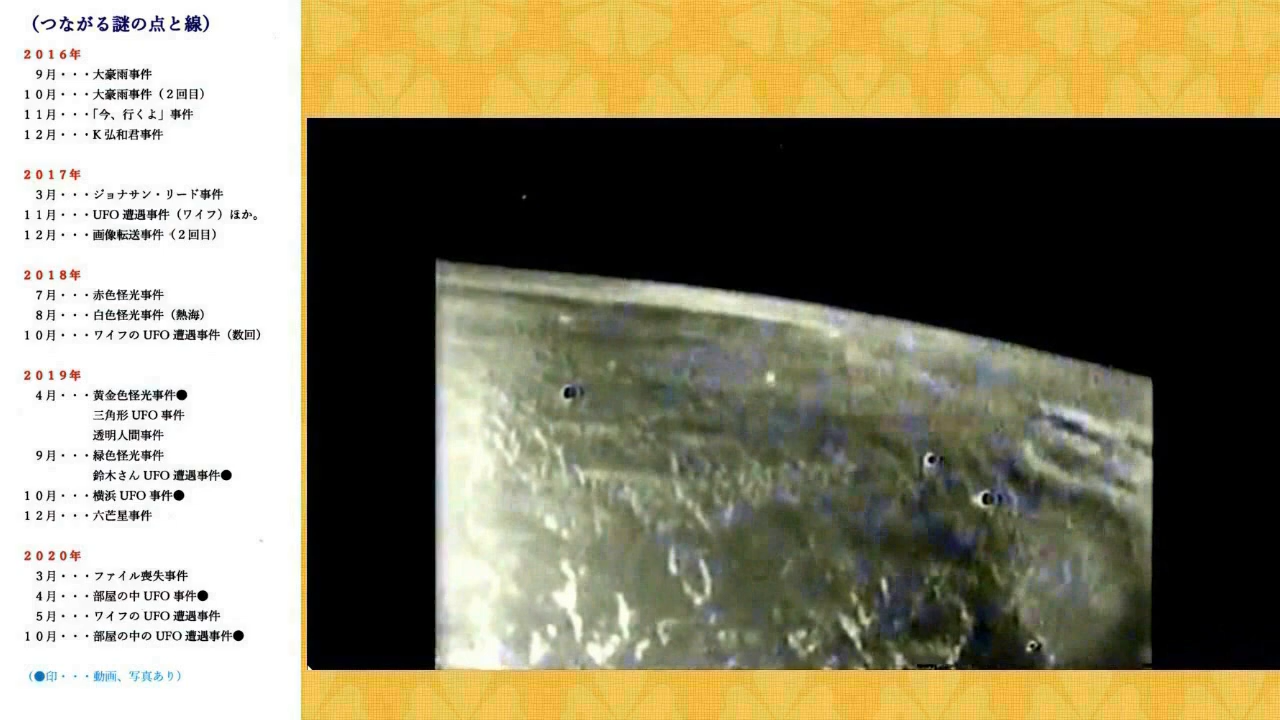 （つながる謎の点と線）
２０１６年
９月・・・大豪雨事件
１０月・・・大豪雨事件（２回目）
１１月・・・「今、行くよ」事件
１２月・・・K 弘和君事件
２０１７年
３月・・・ジョナサン・リード事件
１１月・・・UFO 遭遇事件（ワイフ）ほか。
１２月・・・画像転送事件（２回目）
２０１８年
７月・・・赤色怪光事件
８月・・・白色怪光事件（熱海）
１０月・・・ワイフの UFO 遭遇事件（数回）
２０１９年
４月・・・黄金色怪光事件●
三角形 UFO 事件
透明人間事件
９月・・・緑色怪光事件
鈴木さん UFO 遭遇事件●
１０月・・・横浜 UFO 事件●
１２月・・・六芒星事件
２０２０年
３月・・・ファイル喪失事件
４月・・・部屋の中 UFO 事件●
５月・・・ワイフの UFO 遭遇事件
１０月・・・部屋の中の UFO 遭遇事件●
（●印・・・動画、写真あり）